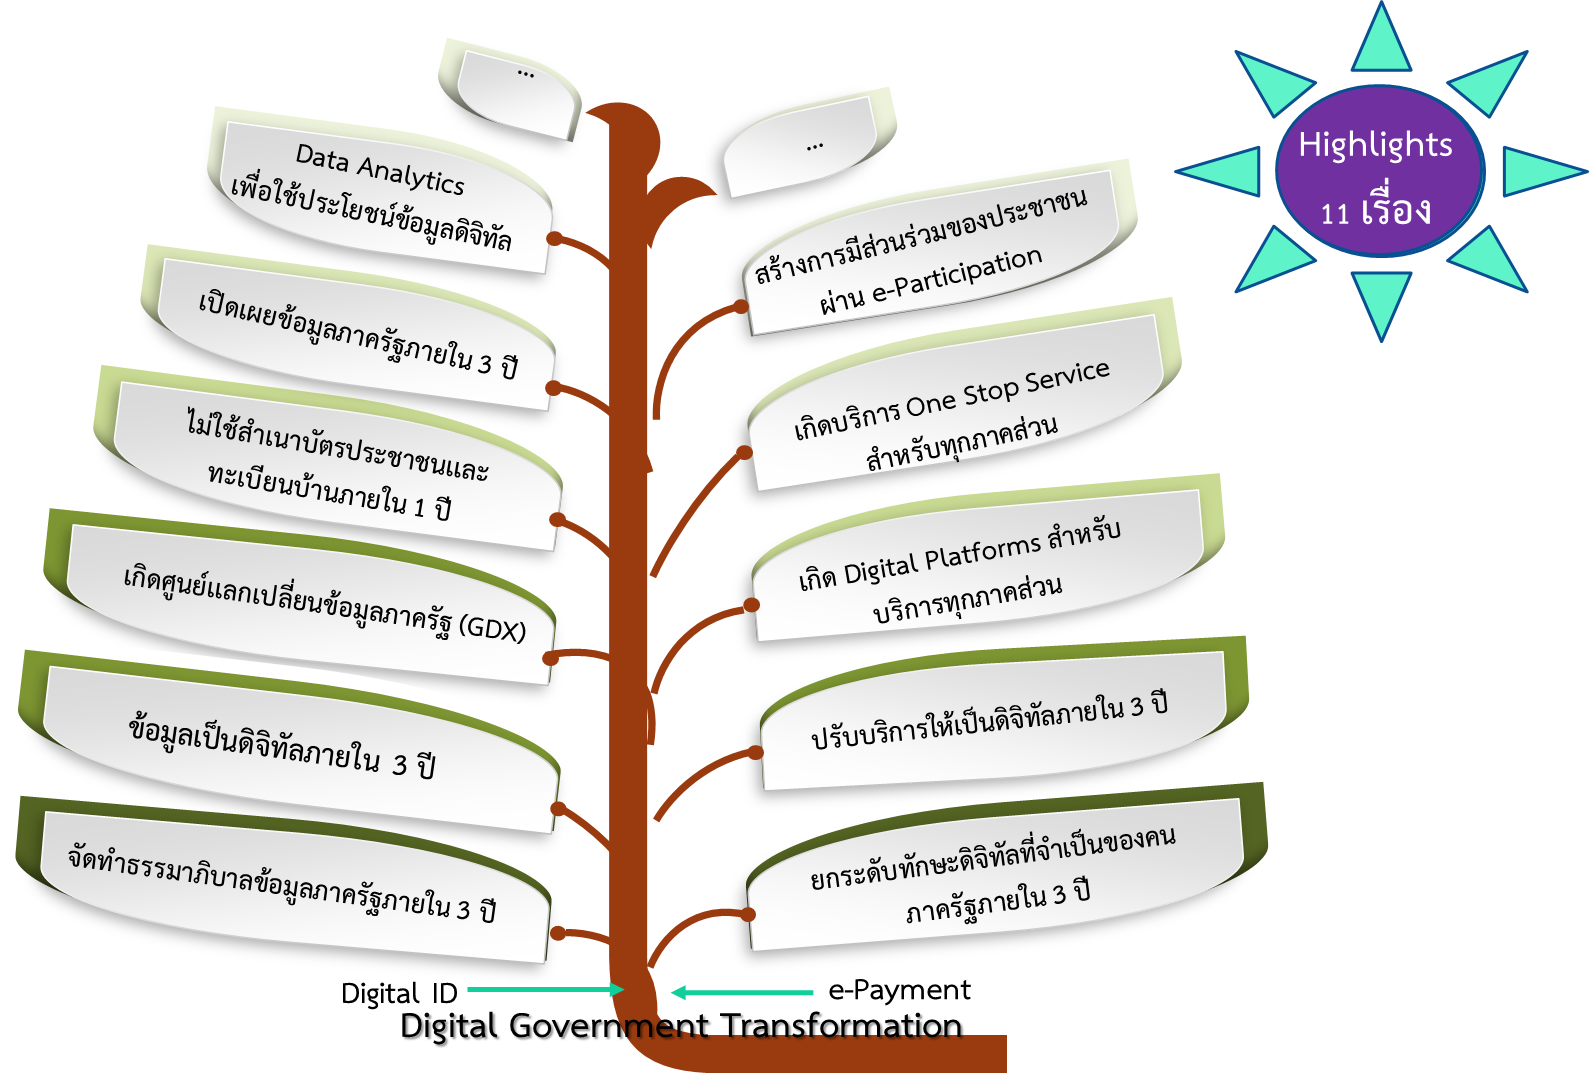 ...
Data Analytics
เพื่อใช้ประโยชน์ข้อมูลดิจิทัล
เปิดเผยข้อมูลภาครัฐภายใน 3 ปี
ไม่ใช้สำเนาบัตรประชาชนและ
ทะเบียนบ้านภายใน 1 ปี
เกิดศูนย์แลกเปลี่ยนข้อมูลภาครัฐ (GDX)
ข้อมูลเป็นดิจิทัลภายใน 3 ปี
จัดทำธรรมาภิบาลข้อมูลภาครัฐภายใน 3 ปี
...
สร้างการมีส่วนร่วมของประชาชน
ผ่าน e-Participation
เกิดบริการ One Stop Service
สำหรับทุกภาคส่วน
เกิด Digital Platforms สำหรับ
บริการทุกภาคส่วน
ปรับบริการให้เป็นดิจิทัลภายใน 3 ปี
ยกระดับทักษะดิจิทัลที่จำเป็นของคน
ภาครัฐภายใน 3 ปี
Highlights
11 เรื่อง
Digital ID
e-Payment
Digital Government Transformation